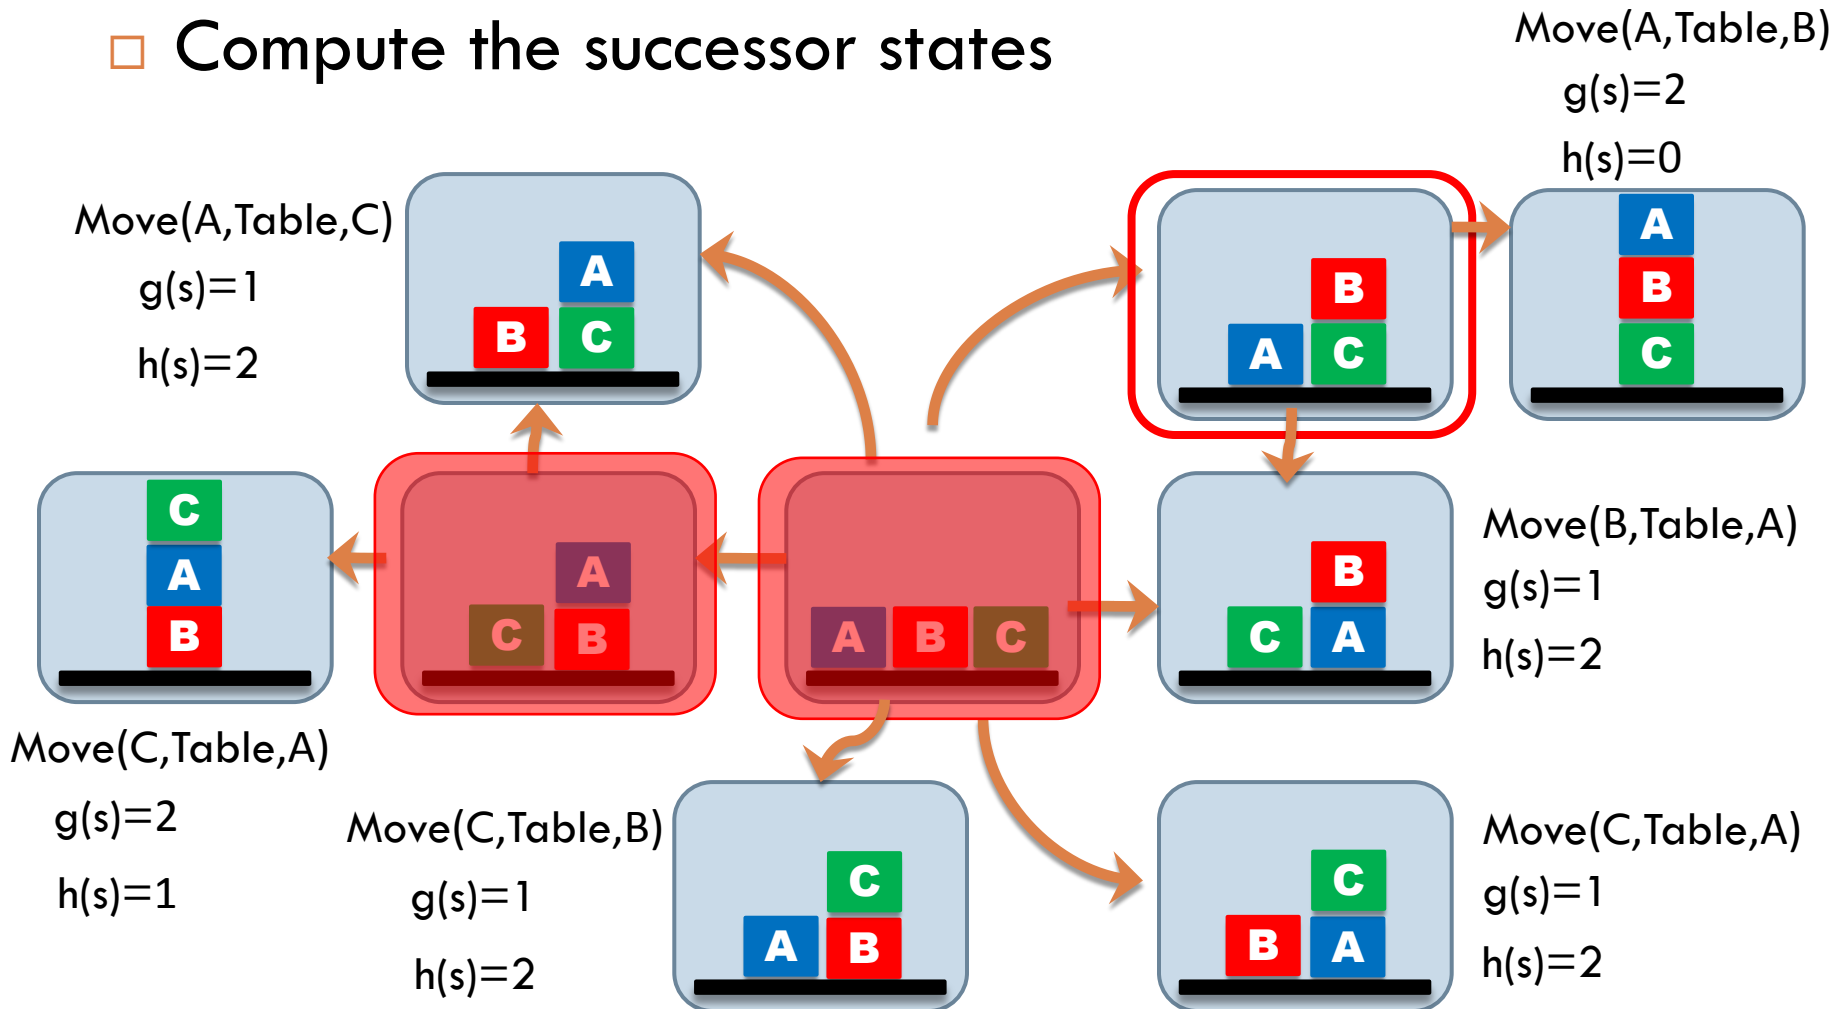 Compute the successor states
Move(A,Table,B)
g(s)=2
h(s)=0
Move(A,Table,C)
g(s)=1
h(s)=2
A
B C
B
A C
A
B
C
C
A
B
A
C B
A B C
B
C A
Move(B,Table,A)
g(s)=1
h(s)=2
Move(C,Table,A)
g(s)=2
h(s)=1
Move(C,Table,B)
g(s)=1
h(s)=2
C
A B
C
B A
Move(C,Table,A)
g(s)=1
h(s)=2